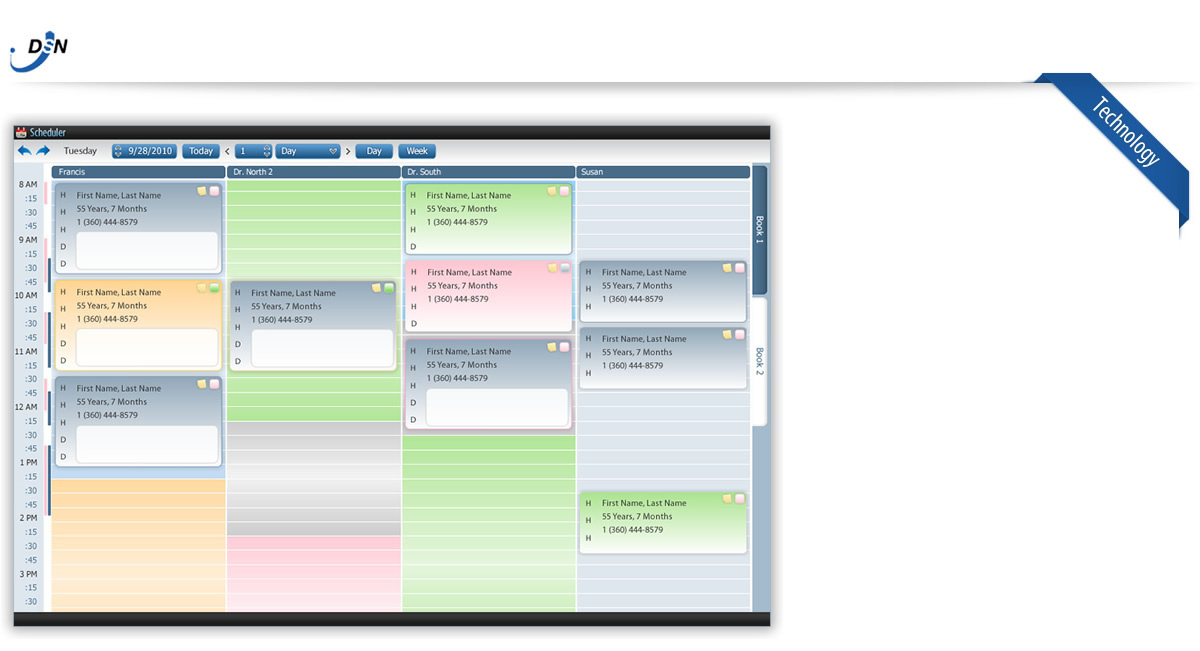 DSN
Technology
Scheduler
Tuesday 9/28/2010 Today < 1 Day > Day Week
Francis Dr. North 2 Dr. South Susan
8 AM
:15
:30
:45
9 AM
:15
:30
:45
10 AM
:15
:30
:45
11 AM
:15
:30
:45
12 AM
:15
:30
:45
1 PM
:15
:30
:45
2 PM
:15
:30
:45
3 PM
:15
:30
H First Name, Last Name
H 55 Years, 7 Months
1 (360) 444-8579
H
D
H First Name, Last Name
H 55 Years, 7 Months
1 (360) 444-8579
H
D
D
H First Name, Last Name
55 Years, 7 Months
H 1 (360) 444-8579
D
D
H First Name, Last Name
55 Years, 7 Months
H 1 (360) 444-8579
D
D
H First Name, Last Name
H 55 Years, 7 Months
1 (360) 444-8579
H
D
H First Name, Last Name
H 55 Years, 7 Months
1 (360) 444-8579
H
D
H First Name, Last Name
H 55 Years, 7 Months
1 (360) 444-8579
H
D
D
H First Name, Last Name
H 55 Years, 7 Months
1 (360) 444-8579
H
H First Name, Last Name
H 55 Years, 7 Months
1 (360) 444-8579
H
H First Name, Last Name
H 55 Years, 7 Months
1 (360) 444-8579
H
Book 1
Book 2